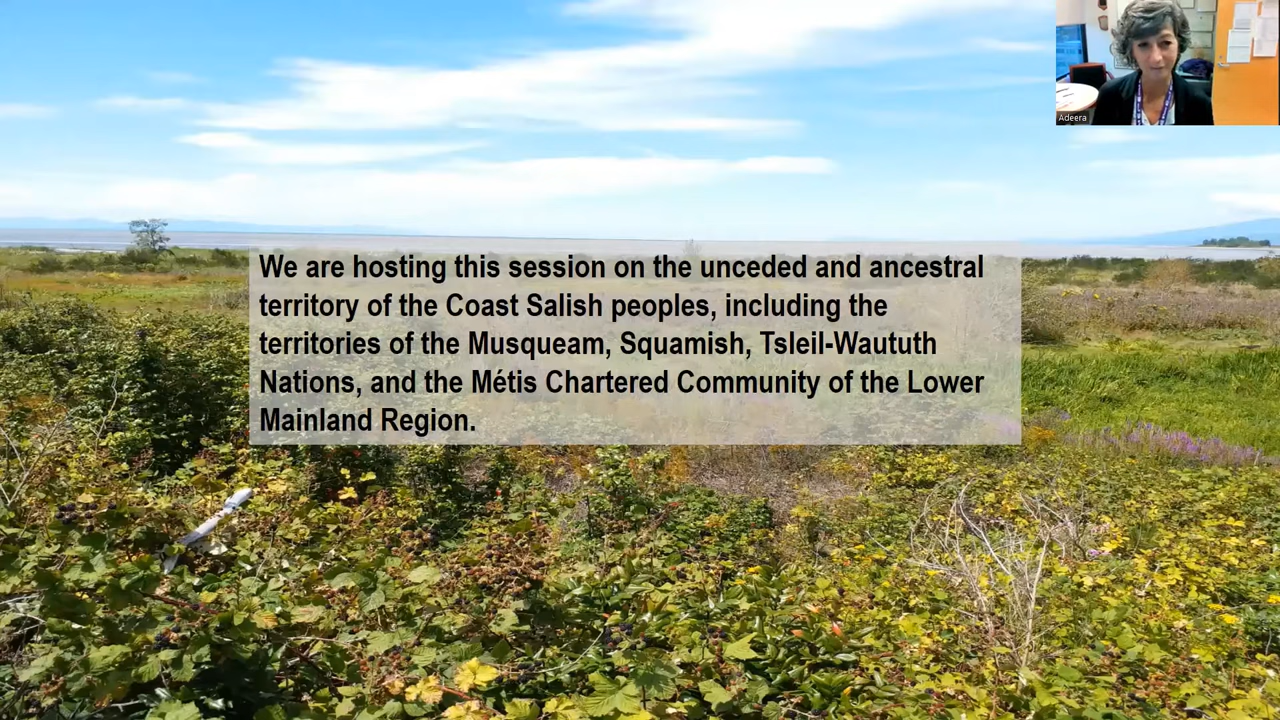 Adeera
We are hosting this session on the unceded and ancestral
territory of the Coast Salish peoples, including the
territories of the Musqueam, Squamish, Tsleil-Waututh
Nations, and the Métis Chartered Community of the Lower
Mainland Region.